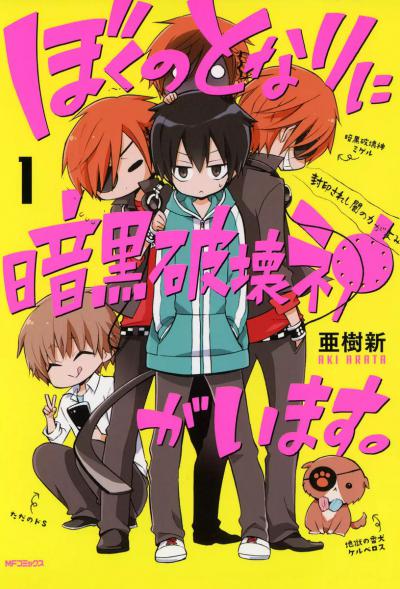 ぼくのとなりに
暗黒破壊神
ミゲル
封印されし闇の力が
1
暗黒破壊神
亜樹新
AKI ARATA
がいます。
ただのドS
地獄の番犬
ケルベロス
MFコミックス